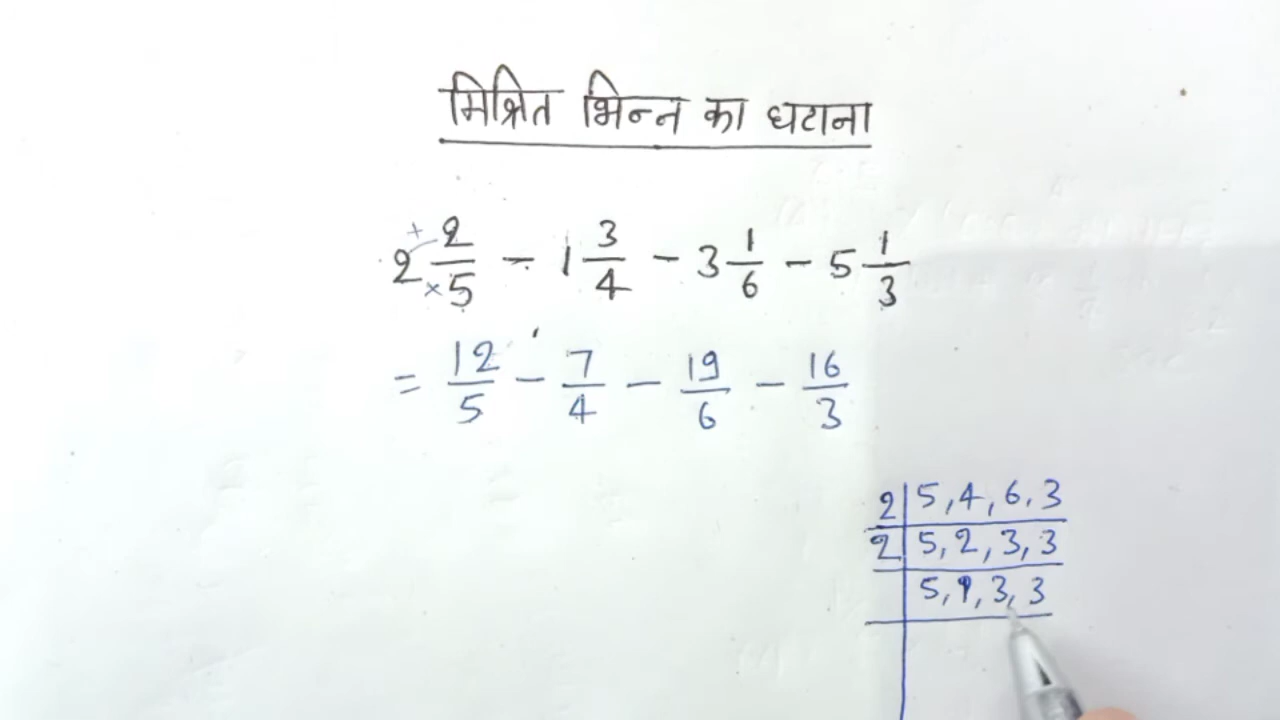 मिश्रित भिन्न का घटाना
2 2/5 - 1 3/4 - 3 1/6 - 5 1/3
+
×
= 12/5 - 7/4 - 19/6 - 16/3
2 | 5, 4, 6, 3
2 | 5, 2, 3, 3
5, 1, 3, 3